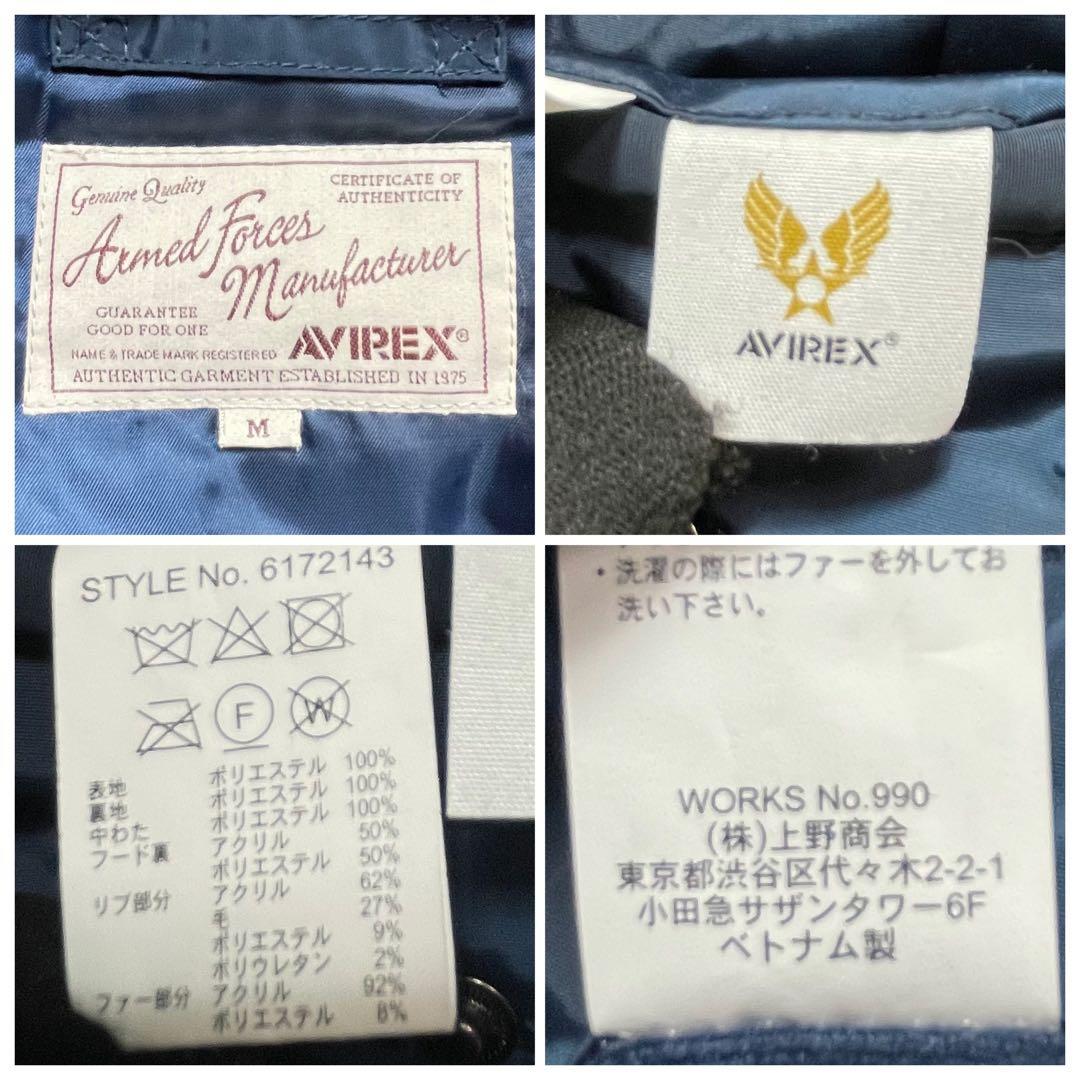 Genuine Quality
CERTIFICATE OF
AUTHENTICITY
Armed Forces
Manufacturer
GUARANTEE
GOOD FOR ONE
NAME & TRADE MARK REGISTERED AVIREX®
AUTHENTIC GARMENT ESTABLISHED IN 1975
M
AVIREX®
STYLE No. 6172143
F
W
表地 ポリエステル 100%
裏地 ポリエステル 100%
中わた ポリエステル 100%
フード裏 アクリル 50%
ポリエステル 50%
リブ部分 アクリル 62%
毛 27%
ポリエステル 9%
ポリウレタン 2%
ファー部分 アクリル 92%
ポリエステル 8%
・洗濯の際にはファーを外してお
洗い下さい。
WORKS No.990
(株)上野商会
東京都渋谷区代々木2-2-1
小田急サザンタワー6F
ベトナム製